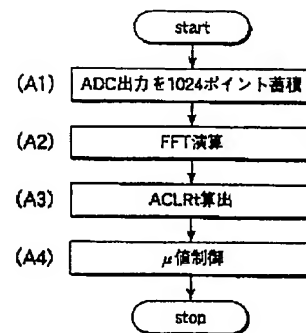 start
(A1) ADC出力を1024ポイント蓄積
(A2) FFT演算
(A3) ACLRt算出
(A4) μ値制御
stop